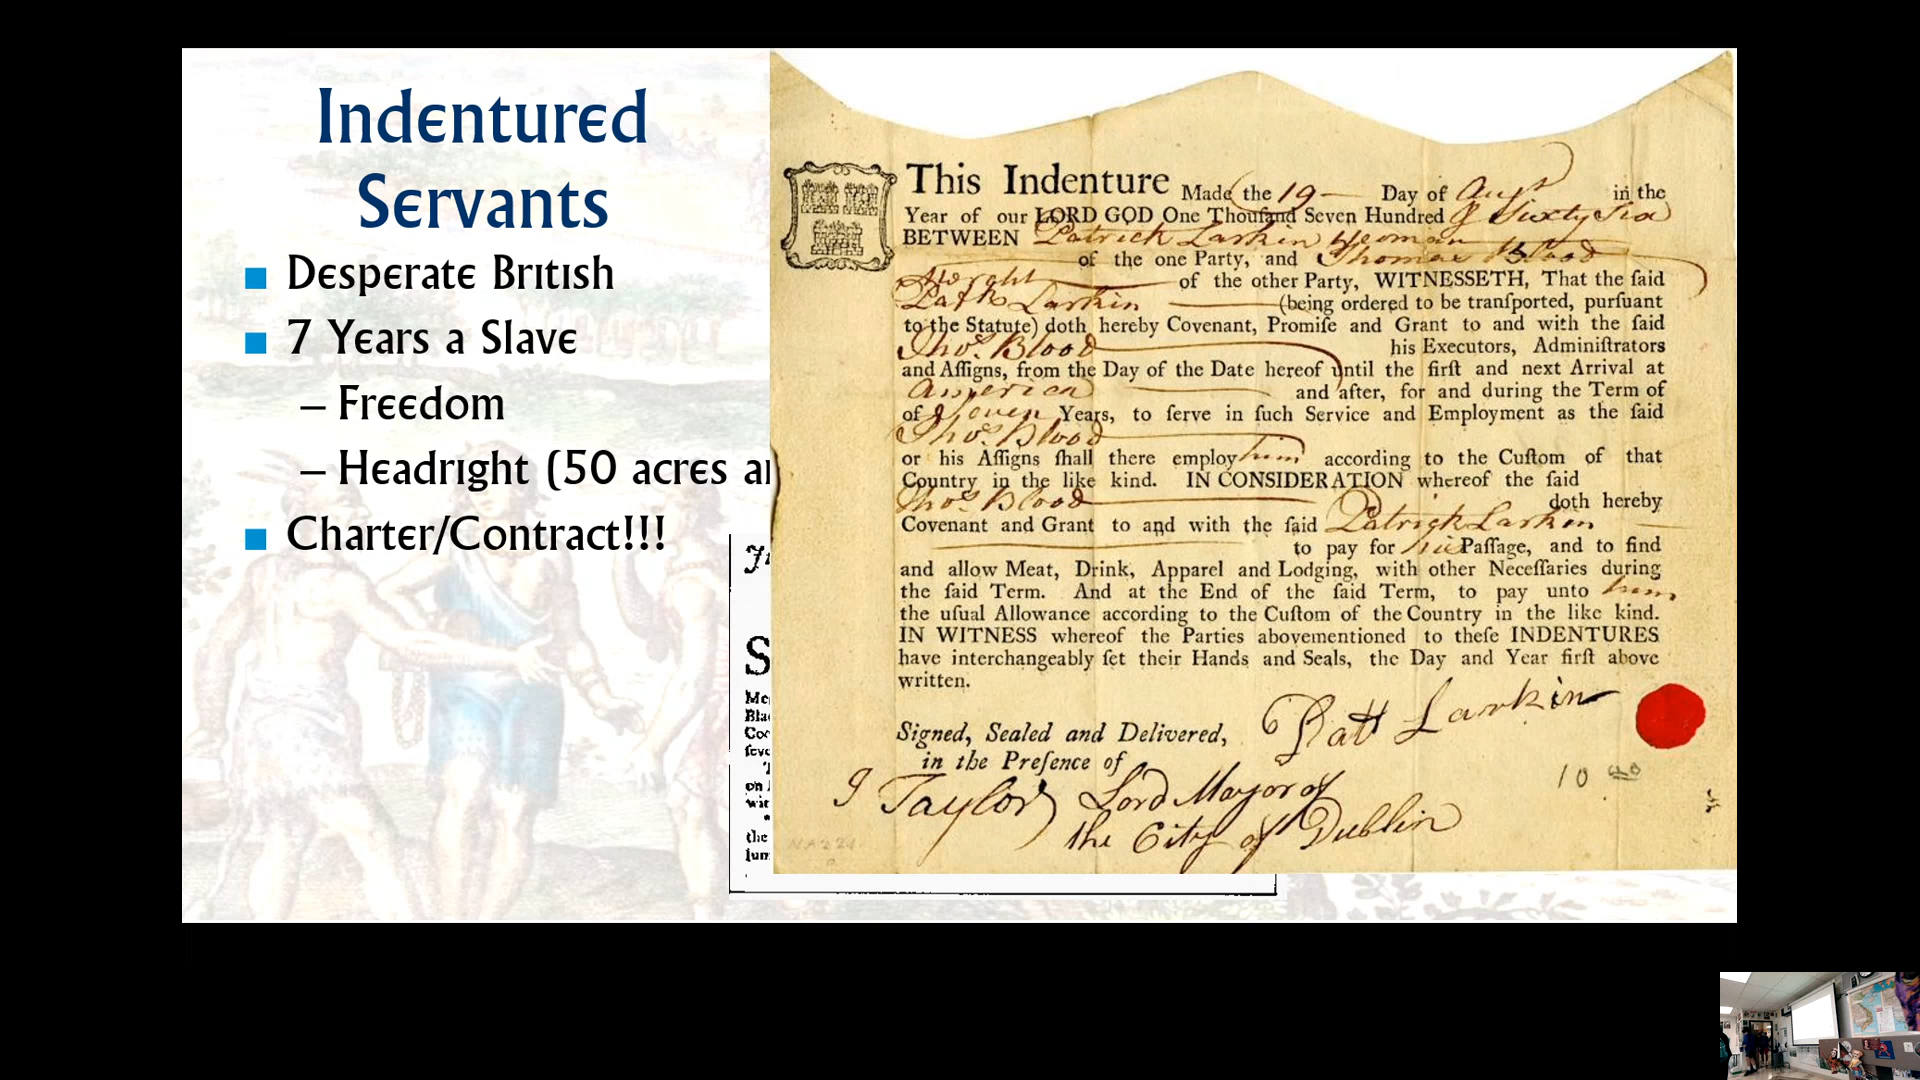 Indentured
Servants
Desperate British
7 Years a Slave
– Freedom
– Headright (50 acres
Charter/Contract!!!
S
on
wit
the
This Indenture Made the 19 Day of Augst in the
Year of our LORD GOD One Thouſand Seven Hundred & Sixty Six
BETWEEN Patrick Larkin Yeoman
of the one Party, and Thomas Blood
of the other Party, WITNESSETH, That the ſaid
Patk Larkin (being ordered to be tranſported, purſuant
to the Statute) doth hereby Covenant, Promiſe and Grant to and with the ſaid
Thos. Blood his Executors, Adminiſtrators
and Aſſigns, from the Day of the Date hereof until the firſt and next Arrival at
America and after, for and during the Term of
of Seven Years, to ſerve in ſuch Service and Employment as the ſaid
Thos Blood
or his Aſſigns ſhall there employ him according to the Cuſtom of that
Country in the like kind. IN CONSIDERATION whereof the ſaid
Thos Blood doth hereby
Covenant and Grant to and with the ſaid Patrick Larkin
to pay for his Paſſage, and to find
and allow Meat, Drink, Apparel and Lodging, with other Neceſſaries during
the ſaid Term. And at the End of the ſaid Term, to pay unto him
the uſual Allowance according to the Cuſtom of the Country in the like kind.
IN WITNESS whereof the Parties abovementioned to theſe INDENTURES
have interchangeably ſet their Hands and Seals, the Day and Year firſt above
written.
Signed, Sealed and Delivered,
in the Preſence of
Patt Larkin
J Taylor Lord Mayor of
the City of Dublin
10